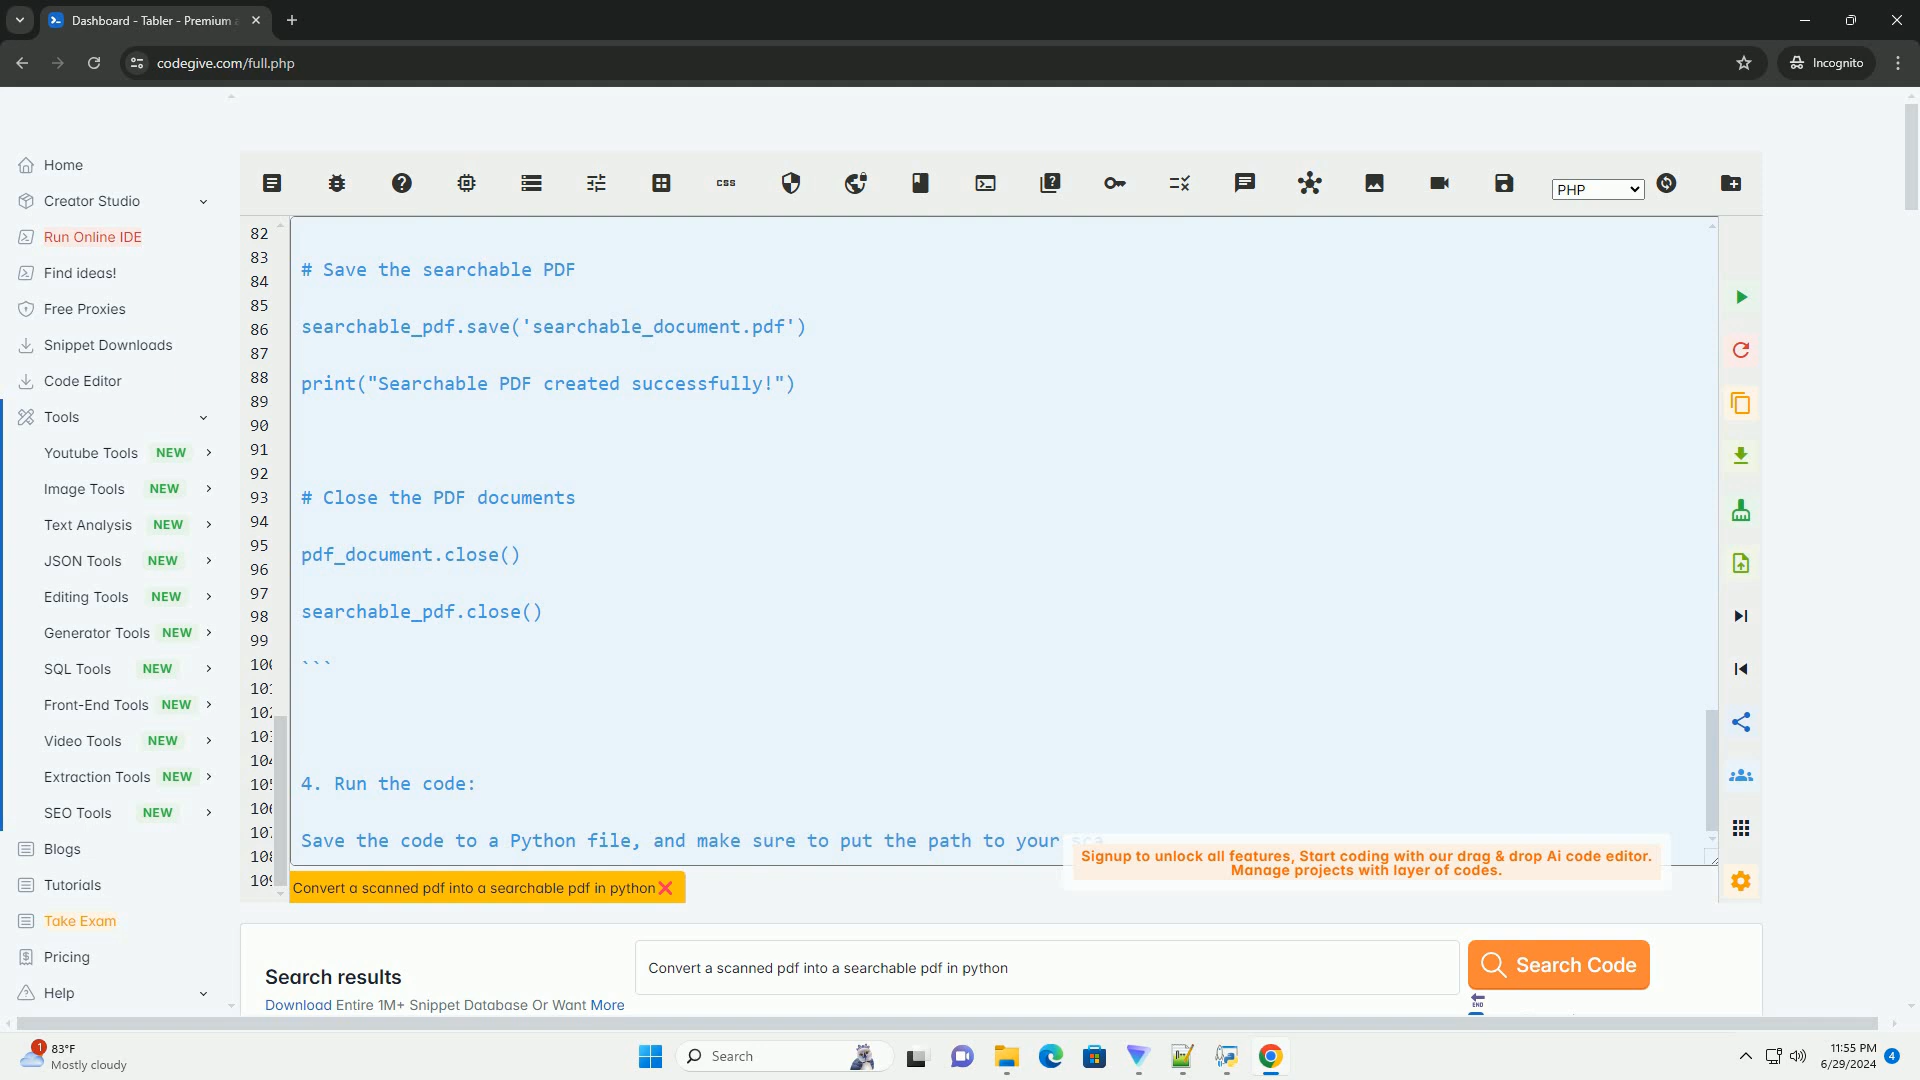 Dashboard - Tabler - Premium
codegive.com/full.php
Incognito
Home
Creator Studio
Run Online IDE
Find ideas!
Free Proxies
Snippet Downloads
Code Editor
Tools
Youtube Tools NEW
Image Tools NEW
Text Analysis NEW
JSON Tools NEW
Editing Tools NEW
Generator Tools NEW
SQL Tools NEW
Front-End Tools NEW
Video Tools NEW
Extraction Tools NEW
SEO Tools NEW
Blogs
Tutorials
Take Exam
Pricing
Help
css
PHP
82
83
84
85
86
87
88
89
90
91
92
93
94
95
96
97
98
99
# Save the searchable PDF
searchable_pdf.save('searchable_document.pdf')
print("Searchable PDF created successfully!")
# Close the PDF documents
pdf_document.close()
searchable_pdf.close()
```
4. Run the code:
Save the code to a Python file, and make sure to put the path to your
Signup to unlock all features, Start coding with our drag & drop Ai code editor.
Manage projects with layer of codes.
Convert a scanned pdf into a searchable pdf in python
Search results
Download Entire 1M+ Snippet Database Or Want More
Convert a scanned pdf into a searchable pdf in python
Search Code
END
1
83°F
Mostly cloudy
Search
11:55 PM
6/29/2024
4